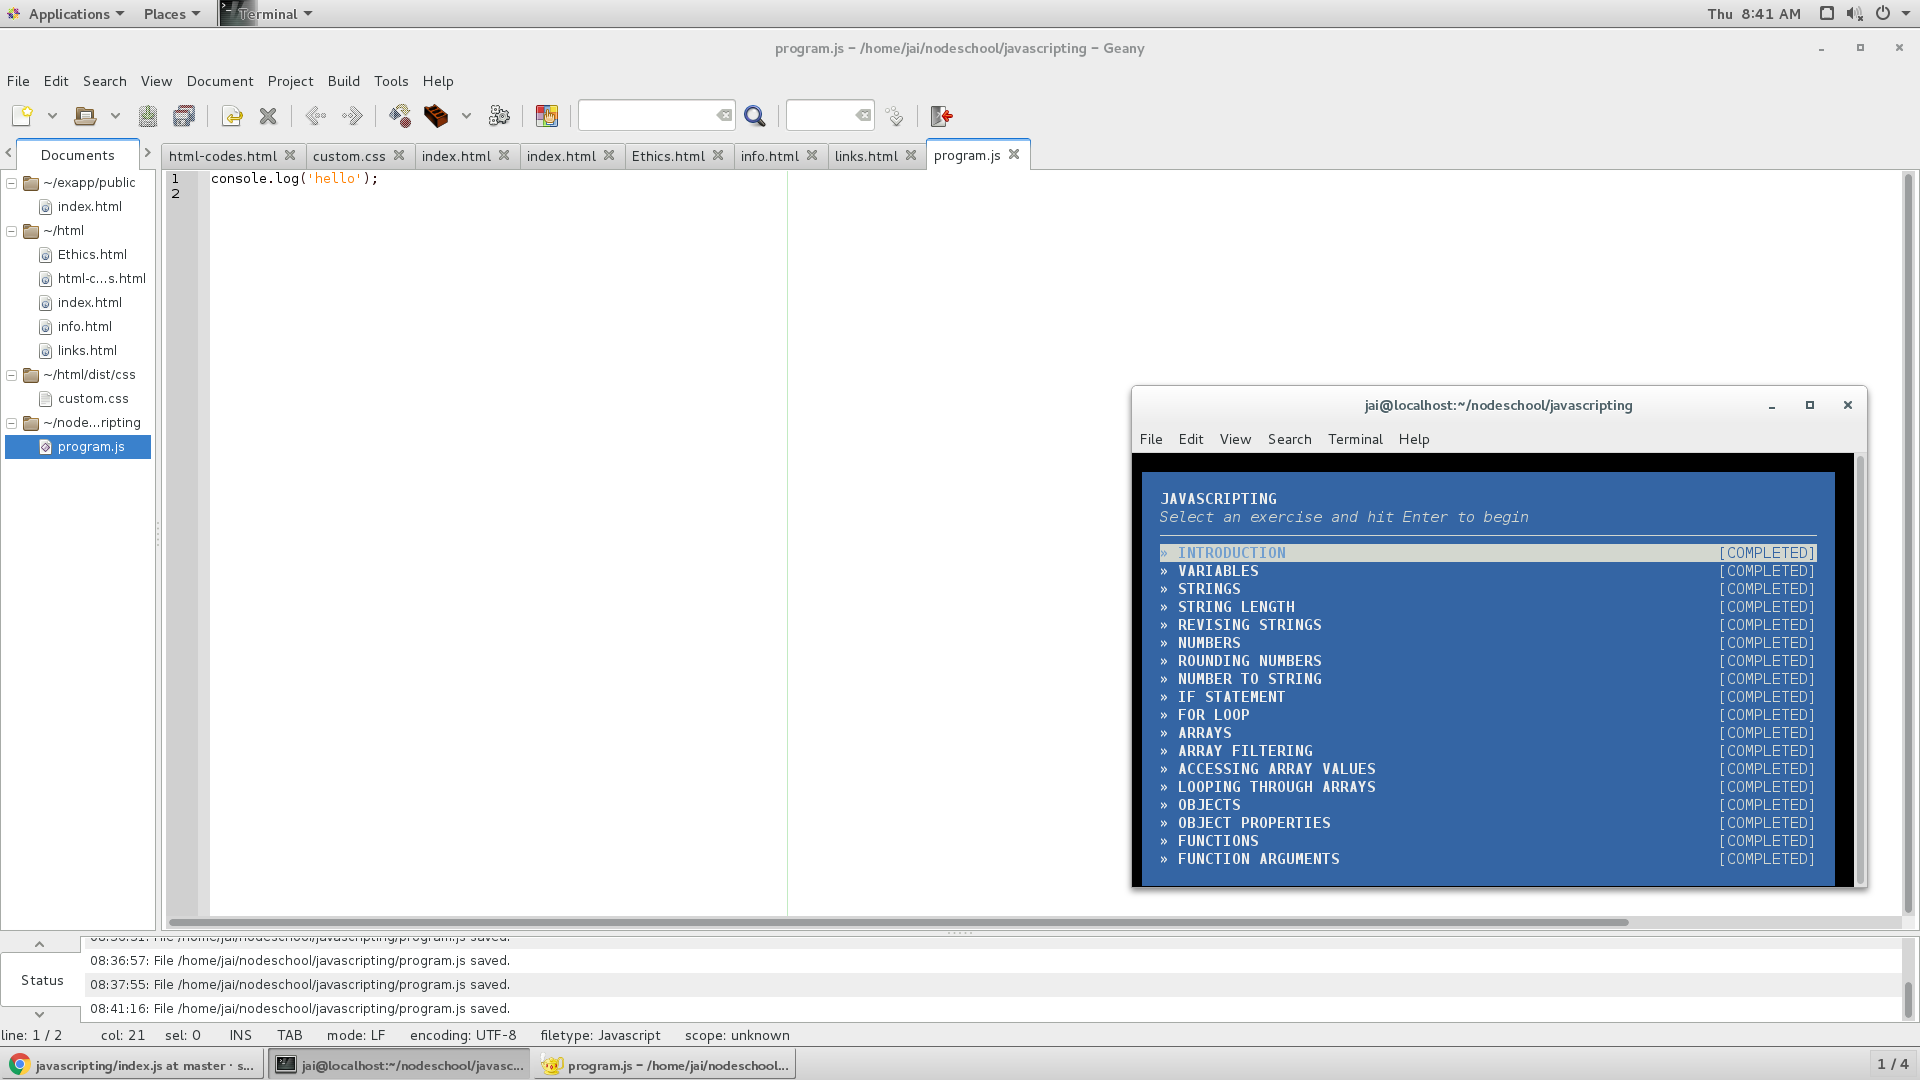 Applications Places Terminal Thu 8:41 AM
program.js – /home/jai/nodeschool/javascripting – Geany
File Edit Search View Document Project Build Tools Help
Documents html-codes.html custom.css index.html index.html Ethics.html info.html links.html program.js
~/exapp/public
index.html
~/html
Ethics.html
html-c...s.html
index.html
info.html
links.html
~/html/dist/css
custom.css
~/node...ripting
program.js
1 console.log('hello');
2
jai@localhost:~/nodeschool/javascripting
File Edit View Search Terminal Help
JAVASCRIPTING
Select an exercise and hit Enter to begin
» INTRODUCTION [COMPLETED]
» VARIABLES [COMPLETED]
» STRINGS [COMPLETED]
» STRING LENGTH [COMPLETED]
» REVISING STRINGS [COMPLETED]
» NUMBERS [COMPLETED]
» ROUNDING NUMBERS [COMPLETED]
» NUMBER TO STRING [COMPLETED]
» IF STATEMENT [COMPLETED]
» FOR LOOP [COMPLETED]
» ARRAYS [COMPLETED]
» ARRAY FILTERING [COMPLETED]
» ACCESSING ARRAY VALUES [COMPLETED]
» LOOPING THROUGH ARRAYS [COMPLETED]
» OBJECTS [COMPLETED]
» OBJECT PROPERTIES [COMPLETED]
» FUNCTIONS [COMPLETED]
» FUNCTION ARGUMENTS [COMPLETED]
Status
File /home/jai/nodeschool/javascripting/program.js saved.
08:36:57: File /home/jai/nodeschool/javascripting/program.js saved.
08:37:55: File /home/jai/nodeschool/javascripting/program.js saved.
08:41:16: File /home/jai/nodeschool/javascripting/program.js saved.
line: 1 / 2 col: 21 sel: 0 INS TAB mode: LF encoding: UTF-8 filetype: Javascript scope: unknown
javascripting/index.js at master · s... jai@localhost:~/nodeschool/javasc... program.js – /home/jai/nodeschool... 1 / 4